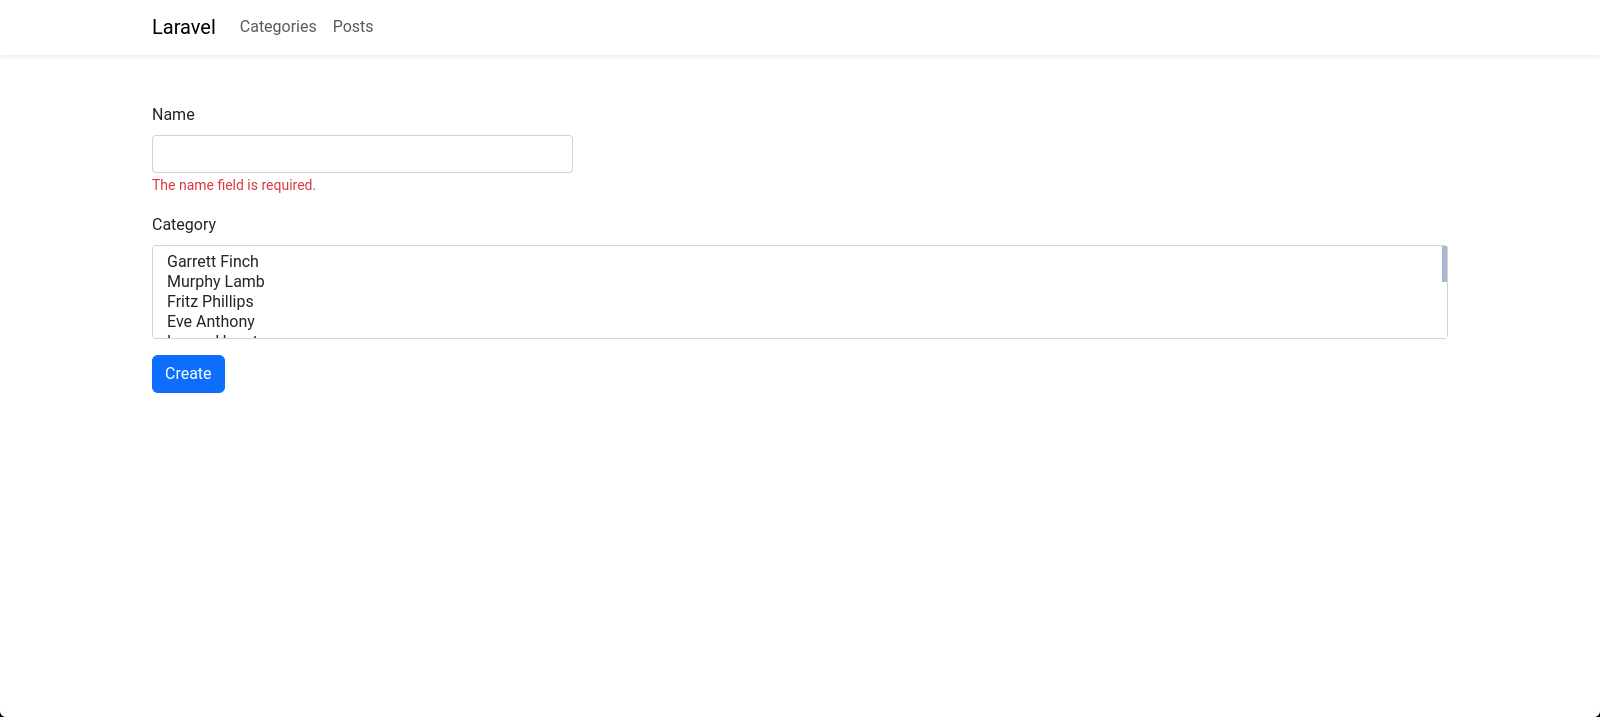 Laravel Categories Posts
Name
The name field is required.
Category
Garrett Finch
Murphy Lamb
Fritz Phillips
Eve Anthony
Create